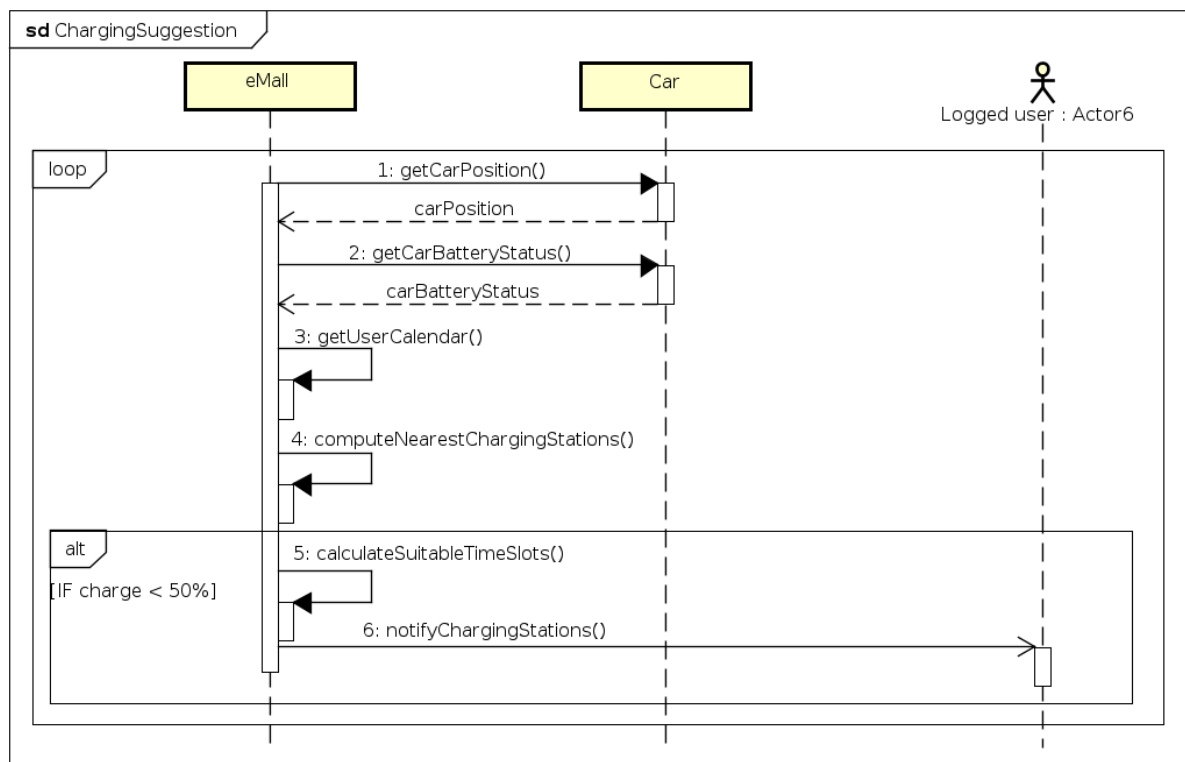 sd ChargingSuggestion
eMall
Car
Logged user : Actor6
loop
1: getCarPosition()
carPosition
2: getCarBatteryStatus()
carBatteryStatus
3: getUserCalendar()
4: computeNearestChargingStations()
alt
5: calculateSuitableTimeSlots()
[IF charge < 50%]
6: notifyChargingStations()